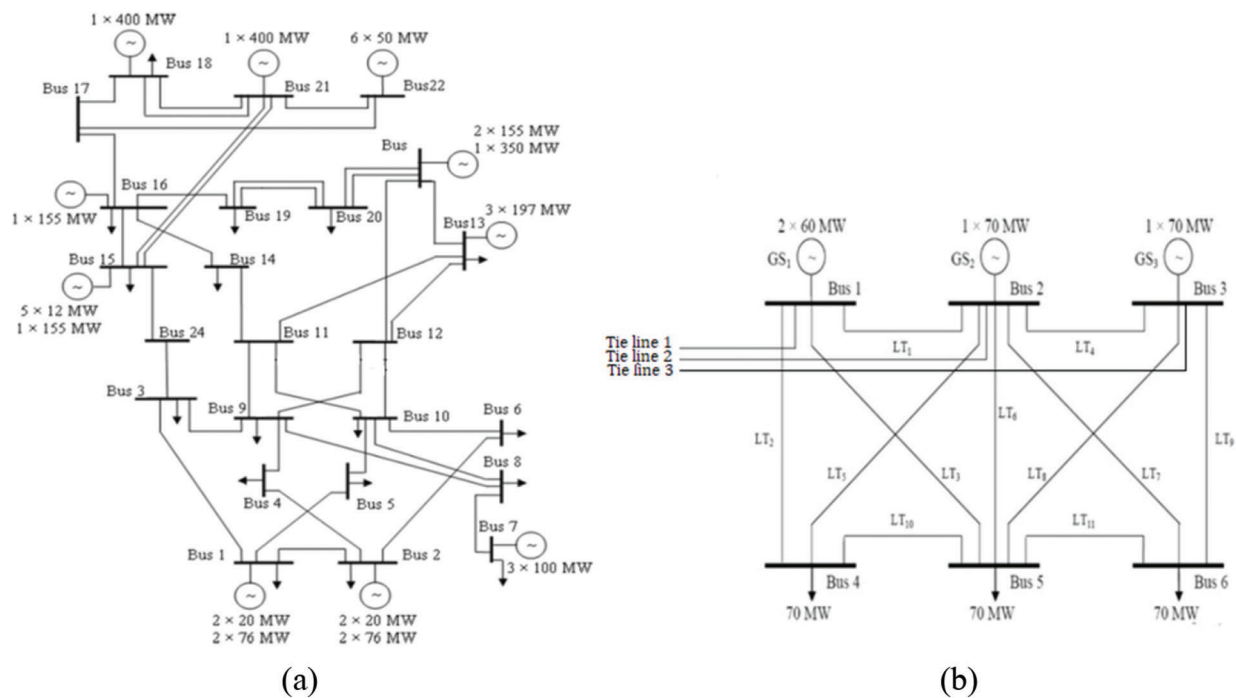 1 × 400 MW
Bus 18
1 × 400 MW
Bus 21
6 × 50 MW
Bus22
Bus 17
Bus
2 × 155 MW
1 × 350 MW
Bus 16
1 × 155 MW
Bus 19
Bus 20
Bus13
3 × 197 MW
Bus 15
Bus 14
5 × 12 MW
1 × 155 MW
Bus 24
Bus 11
Bus 12
Bus 3
Bus 9
Bus 10
Bus 6
Bus 8
Bus 4
Bus 5
Bus 7
3 × 100 MW
Bus 1
Bus 2
2 × 20 MW
2 × 76 MW
2 × 20 MW
2 × 76 MW
(a)
2 × 60 MW
1 × 70 MW
1 × 70 MW
GS₁
GS₂
GS₃
Bus 1
Bus 2
Bus 3
Tie line 1
Tie line 2
Tie line 3
LT₁
LT₄
LT₂
LT₆
LT₉
LT₅
LT₃
LT₈
LT₇
LT₁₀
LT₁₁
Bus 4
Bus 5
Bus 6
70 MW
70 MW
70 MW
(b)